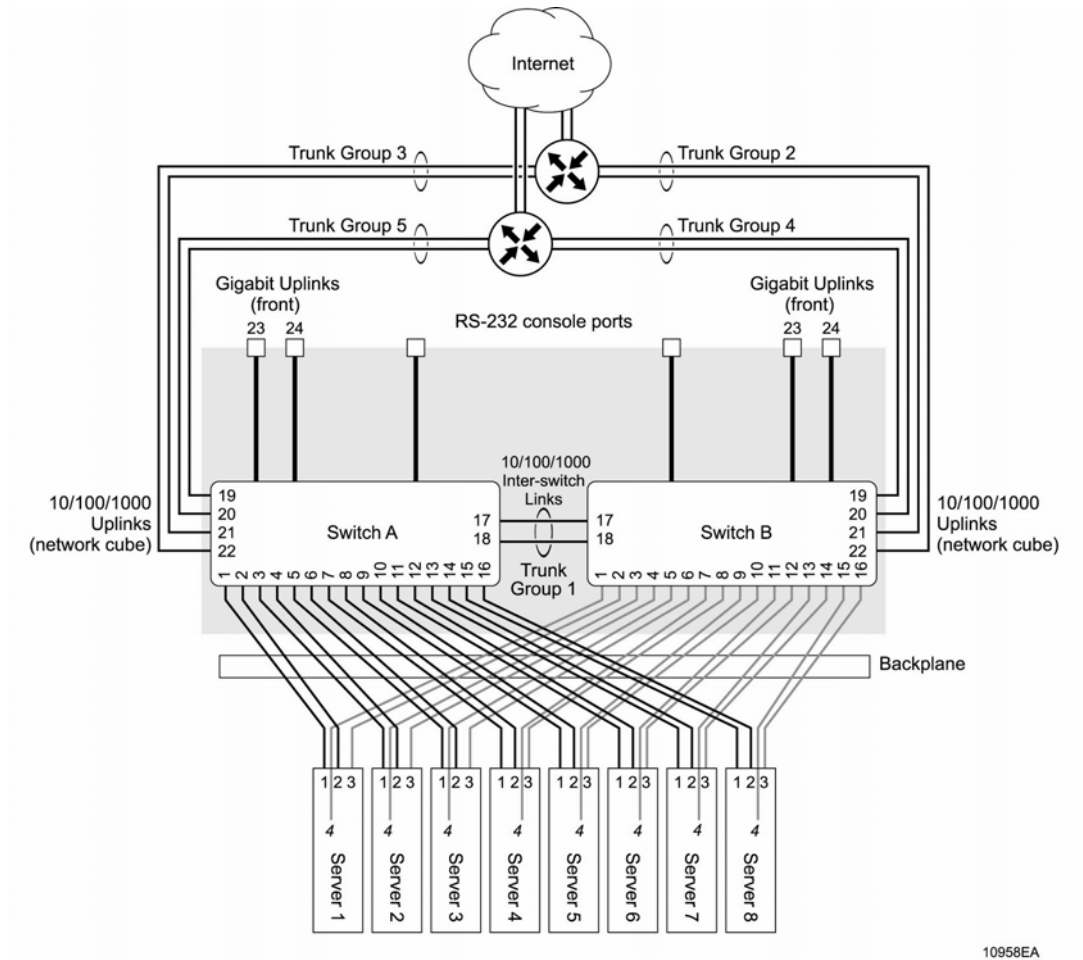 Internet
Trunk Group 3
Trunk Group 2
Trunk Group 5
Trunk Group 4
Gigabit Uplinks
(front)
23 24
RS-232 console ports
Gigabit Uplinks
(front)
23 24
10/100/1000
Inter-switch
Links
10/100/1000
Uplinks
(network cube)
19
20
21
22
Switch A
17
18
1 2 3 4 5 6 7 8 9 10 11 12 13 14 15 16
Trunk
Group 1
17
18
Switch B
19
20
21
22
1 2 3 4 5 6 7 8 9 10 11 12 13 14 15 16
10/100/1000
Uplinks
(network cube)
Backplane
1 2 3
4
Server 1
1 2 3
4
Server 2
1 2 3
4
Server 3
1 2 3
4
Server 4
1 2 3
4
Server 5
1 2 3
4
Server 6
1 2 3
4
Server 7
1 2 3
4
Server 8
10958EA